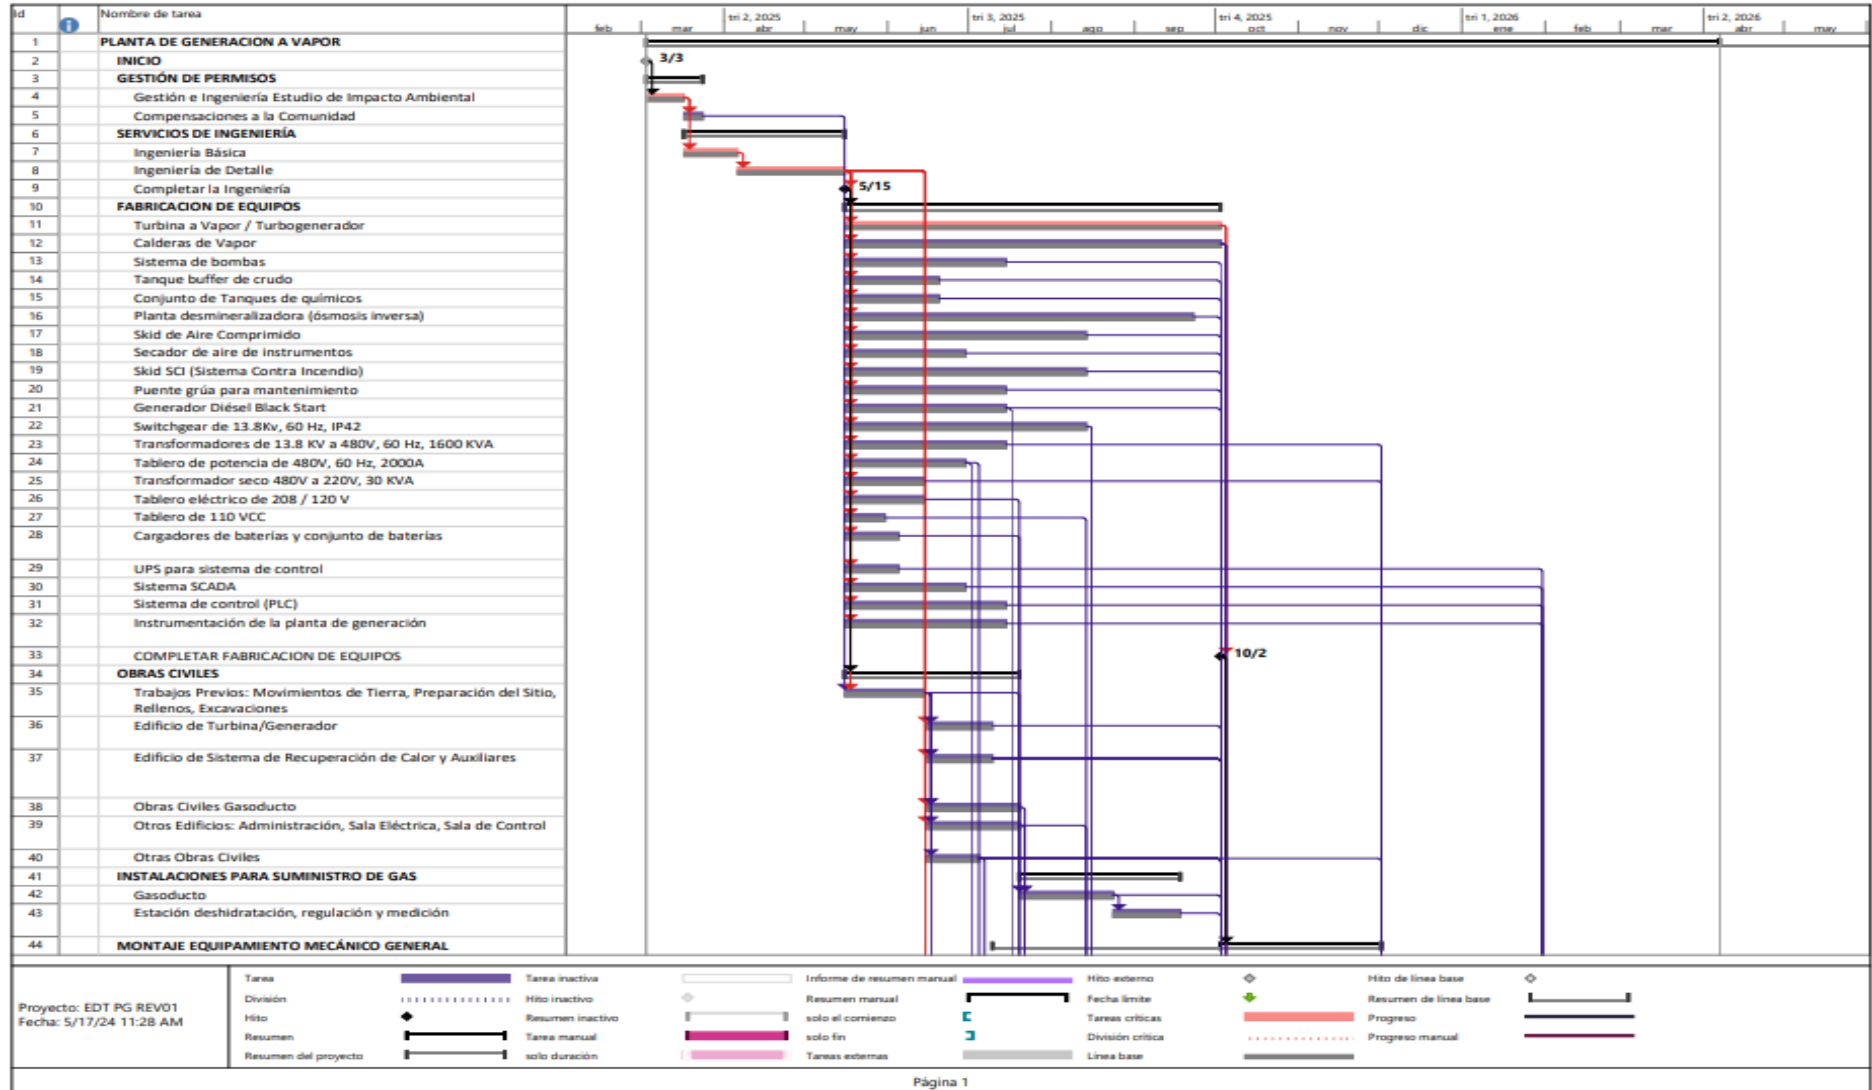 Id Nombre de tarea tri 2, 2025 tri 3, 2025 tri 4, 2025 tri 1, 2026 tri 2, 2026
feb mar abr may jun jul ago sep oct nov dic ene feb mar abr may
1 PLANTA DE GENERACION A VAPOR
2 INICIO 3/3
3 GESTIÓN DE PERMISOS
4 Gestión e Ingeniería Estudio de Impacto Ambiental
5 Compensaciones a la Comunidad
6 SERVICIOS DE INGENIERÍA
7 Ingeniería Básica
8 Ingeniería de Detalle
9 Completar la Ingeniería 5/15
10 FABRICACION DE EQUIPOS
11 Turbina a Vapor / Turbogenerador
12 Calderas de Vapor
13 Sistema de bombas
14 Tanque buffer de crudo
15 Conjunto de Tanques de químicos
16 Planta desmineralizadora (ósmosis inversa)
17 Skid de Aire Comprimido
18 Secador de aire de instrumentos
19 Skid SCI (Sistema Contra Incendio)
20 Puente grúa para mantenimiento
21 Generador Diésel Black Start
22 Switchgear de 13.8Kv, 60 Hz, IP42
23 Transformadores de 13.8 KV a 480V, 60 Hz, 1600 KVA
24 Tablero de potencia de 480V, 60 Hz, 2000A
25 Transformador seco 480V a 220V, 30 KVA
26 Tablero eléctrico de 208 / 120 V
27 Tablero de 110 VCC
28 Cargadores de baterías y conjunto de baterías
29 UPS para sistema de control
30 Sistema SCADA
31 Sistema de control (PLC)
32 Instrumentación de la planta de generación
33 COMPLETAR FABRICACION DE EQUIPOS 10/2
34 OBRAS CIVILES
35 Trabajos Previos: Movimientos de Tierra, Preparación del Sitio,
Rellenos, Excavaciones
36 Edificio de Turbina/Generador
37 Edificio de Sistema de Recuperación de Calor y Auxiliares
38 Obras Civiles Gasoducto
39 Otros Edificios: Administración, Sala Eléctrica, Sala de Control
40 Otras Obras Civiles
41 INSTALACIONES PARA SUMINISTRO DE GAS
42 Gasoducto
43 Estación deshidratación, regulación y medición
44 MONTAJE EQUIPAMIENTO MECÁNICO GENERAL
Proyecto: EDT PG REV01
Fecha: 5/17/24 11:28 AM
Tarea Tarea inactiva Informe de resumen manual Hito externo Hito de línea base
División Hito inactivo Resumen manual Fecha límite Resumen de línea base
Hito Resumen inactivo solo el comienzo Tareas críticas Progreso
Resumen Tarea manual solo fin División crítica Progreso manual
Resumen del proyecto solo duración Tareas externas Línea base
Página 1